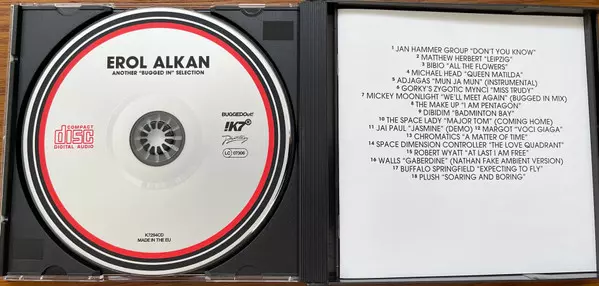 EROL ALKAN
ANOTHER "BUGGED IN" SELECTION
COMPACT
disc
DIGITAL AUDIO
BUGGEDOut!
!K7
LC 07306
K7294CD
MADE IN THE EU
1 JAN HAMMER GROUP "DON'T YOU KNOW"
2 MATTHEW HERBERT "LEIPZIG"
3 BIBIO "ALL THE FLOWERS"
4 MICHAEL HEAD "QUEEN MATILDA"
5 ADJAGAS "MUN JA MUN" (INSTRUMENTAL)
6 GORKY'S ZYGOTIC MYNCI "MISS TRUDY"
7 MICKEY MOONLIGHT "WE'LL MEET AGAIN" (BUGGED IN MIX)
8 THE MAKE UP "I AM PENTAGON"
9 DIBIDIM "BADMINTON BAY"
10 THE SPACE LADY "MAJOR TOM" (COMING HOME)
11 JAI PAUL "JASMINE" (DEMO) 12 MARGOT "VOCI GIAGA"
13 CHROMATICS "A MATTER OF TIME"
14 SPACE DIMENSION CONTROLLER "THE LOVE QUADRANT"
15 ROBERT WYATT "AT LAST I AM FREE"
16 WALLS "GABERDINE" (NATHAN FAKE AMBIENT VERSION)
17 BUFFALO SPRINGFIELD "EXPECTING TO FLY"
18 PLUSH "SOARING AND BORING"